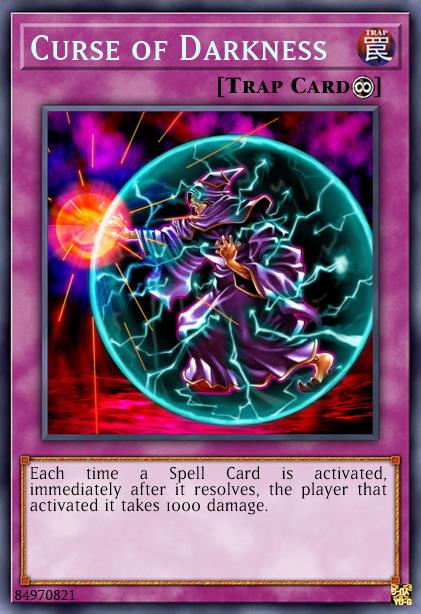 CURSE OF DARKNESS
TRAP
罠
[TRAP CARD]
Each time a Spell Card is activated,
immediately after it resolves, the player that
activated it takes 1000 damage.
84970821